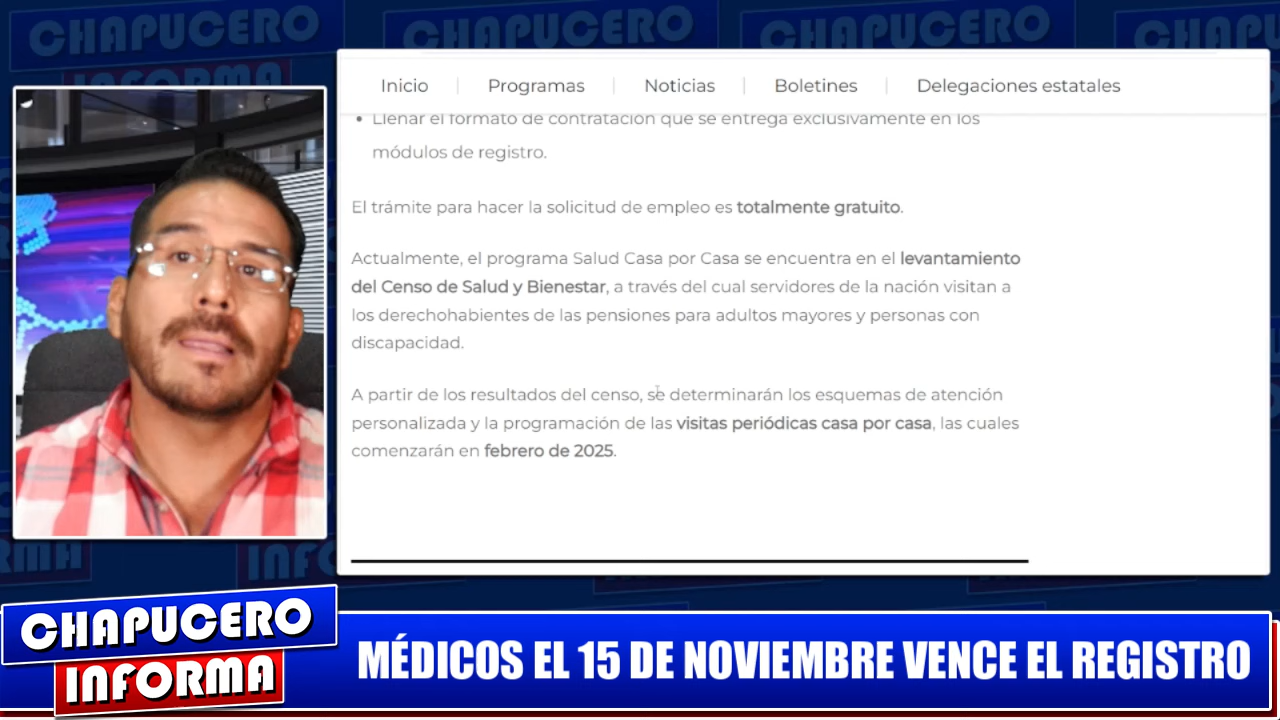 CHAPUCERO
CHAPUCERO
CHAPUCERO
CHAPU
INFORMA
Inicio
Programas
Noticias
Boletines
Delegaciones estatales
• Llenar el formato de contratación que se entrega exclusivamente en los
módulos de registro.
El trámite para hacer la solicitud de empleo es totalmente gratuito.
Actualmente, el programa Salud Casa por Casa se encuentra en el levantamiento
del Censo de Salud y Bienestar, a través del cual servidores de la nación visitan a
los derechohabientes de las pensiones para adultos mayores y personas con
discapacidad.
A partir de los resultados del censo, se determinarán los esquemas de atención
personalizada y la programación de las visitas periódicas casa por casa, las cuales
comenzarán en febrero de 2025.
CHAPUCERO
INFORMA
MÉDICOS EL 15 DE NOVIEMBRE VENCE EL REGISTRO